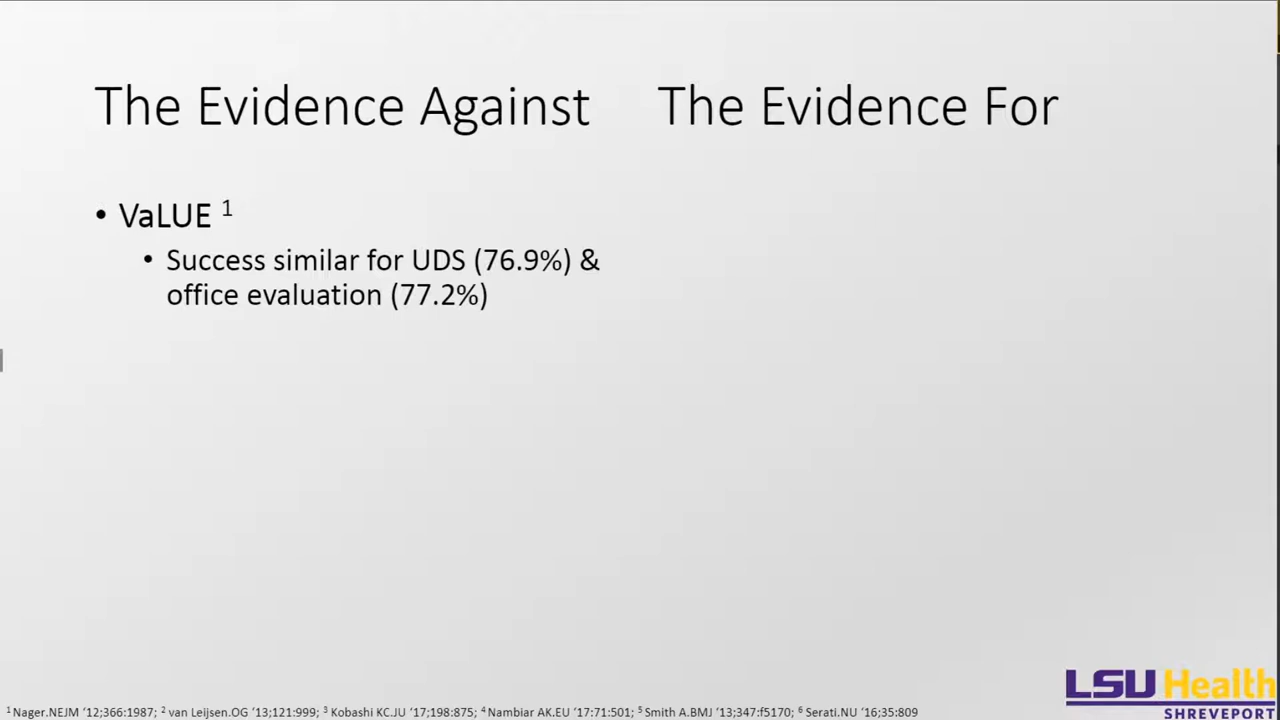 The Evidence Against
The Evidence For
• VaLUE 1
• Success similar for UDS (76.9%) &
office evaluation (77.2%)
1 Nager.NEJM ‘12;366:1987; 2 van Leijsen.OG ‘13;121:999; 3 Kobashi KC.JU ‘17;198:875; 4 Nambiar AK.EU ‘17:71:501; 5 Smith A.BMJ ‘13;347:f5170; 6 Serati.NU ‘16;35:809
LSU Health
SHREVEPORT